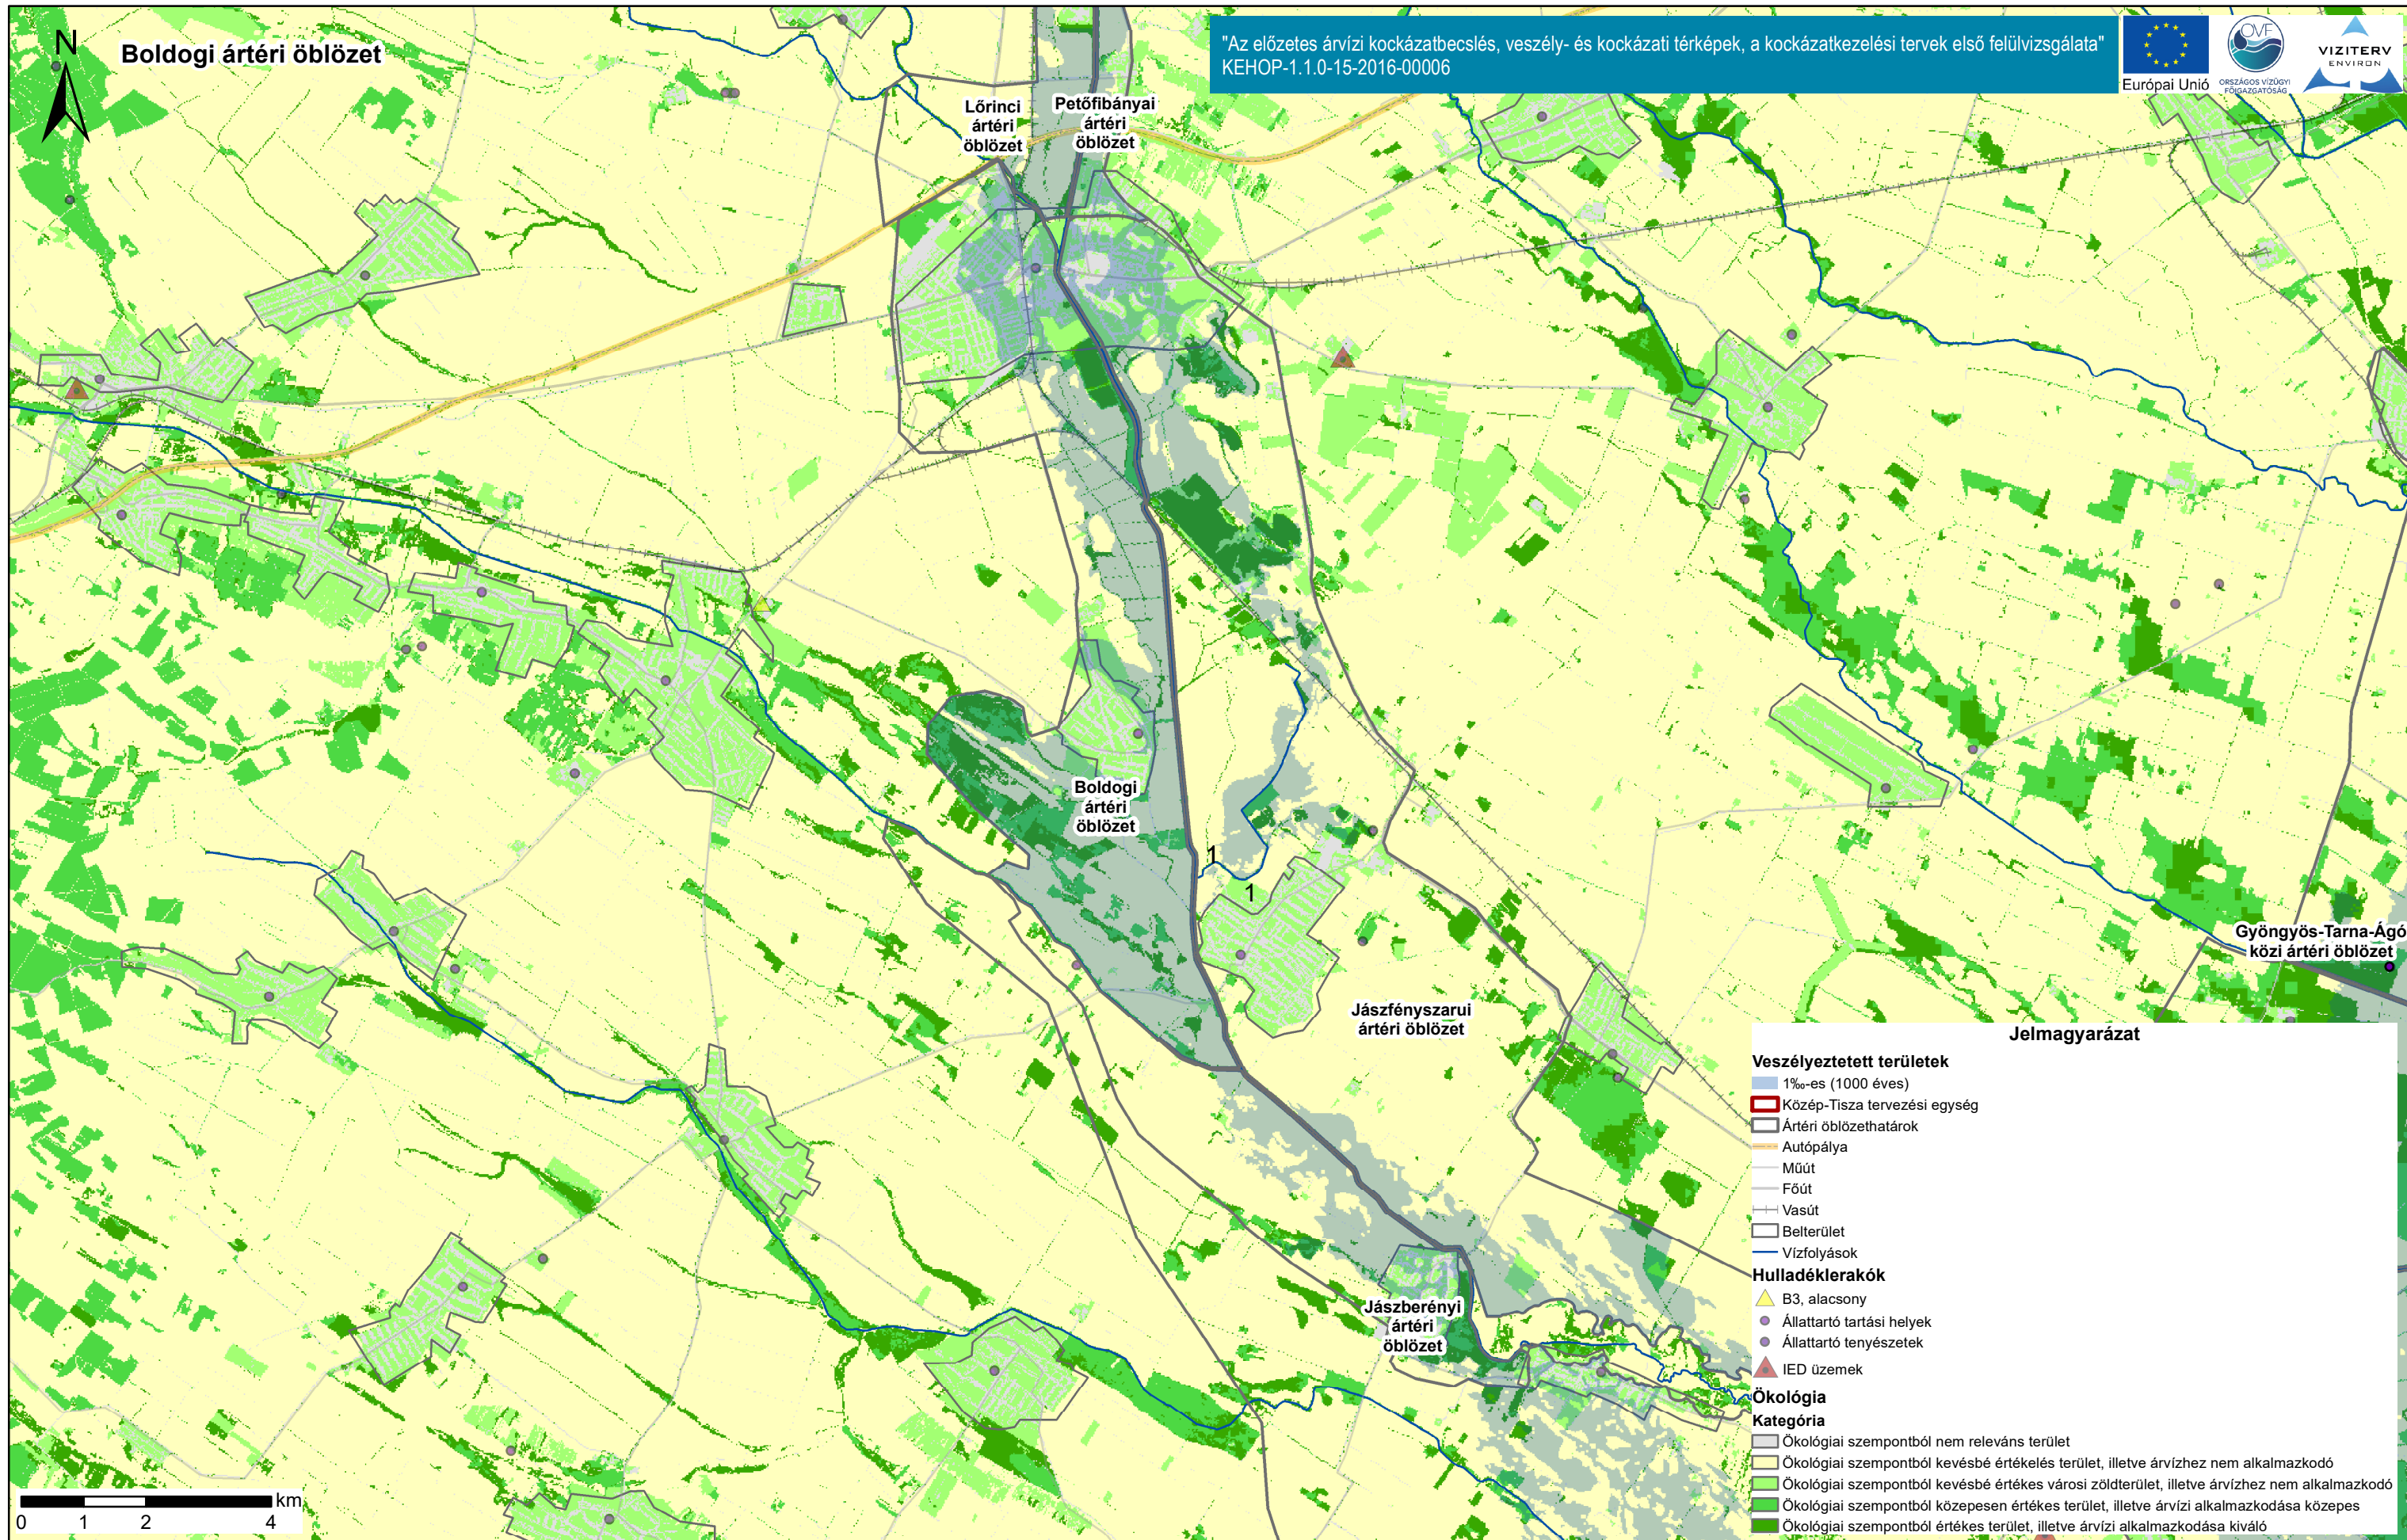 N
Boldogi ártéri öblözet
"Az előzetes árvízi kockázatbecslés, veszély- és kockázati térképek, a kockázatkezelési tervek első felülvizsgálata"
KEHOP-1.1.0-15-2016-00006
Európai Unió
OVF
ORSZÁGOS VÍZÜGYI
FŐIGAZGATÓSÁG
VIZITERV
ENVIRON
Lőrinci
ártéri
öblözet
Petőfibányai
ártéri
öblözet
Boldogi
ártéri
öblözet
1
1
Gyöngyös-Tarna-Ágó
közi ártéri öblözet
Jászfényszarui
ártéri öblözet
Jászberényi
ártéri
öblözet
Jelmagyarázat
Veszélyeztetett területek
1‰-es (1000 éves)
Közép-Tisza tervezési egység
Ártéri öblözethatárok
Autópálya
Műút
Főút
Vasút
Belterület
Vízfolyások
Hulladéklerakók
B3, alacsony
Állattartó tartási helyek
Állattartó tenyészetek
IED üzemek
Ökológia
Kategória
Ökológiai szempontból nem releváns terület
Ökológiai szempontból kevésbé értékelés terület, illetve árvízhez nem alkalmazkodó
Ökológiai szempontból kevésbé értékes városi zöldterület, illetve árvízhez nem alkalmazkodó
Ökológiai szempontból közepesen értékes terület, illetve árvízi alkalmazkodása közepes
Ökológiai szempontból értékes terület, illetve árvízi alkalmazkodása kiváló
km
0 1 2 4